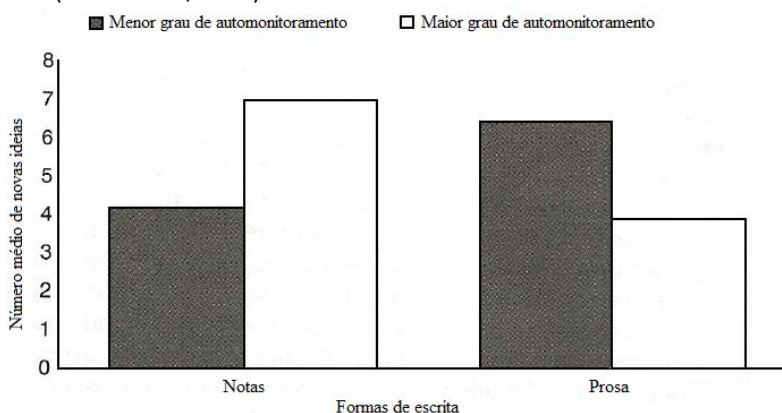 Menor grau de automonitoramento Maior grau de automonitoramento
Número médio de novas ideias
8
7
6
5
4
3
2
1
0
Notas Prosa
Formas de escrita